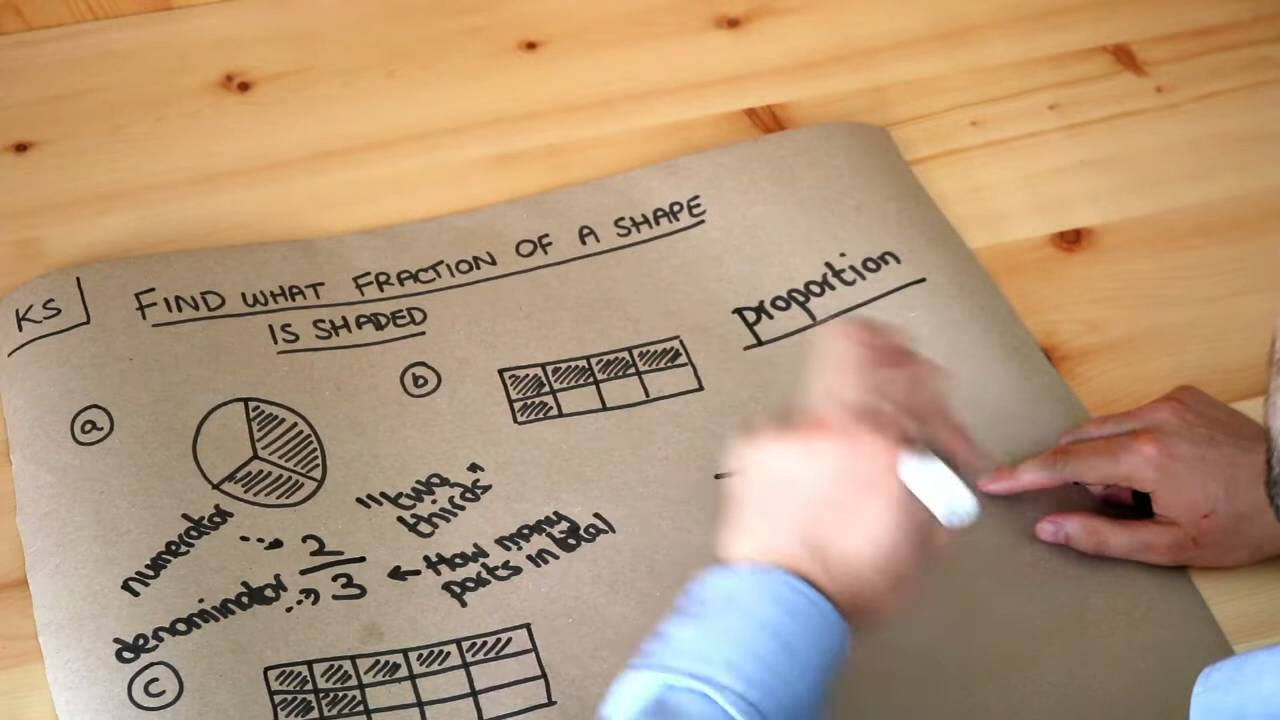 KS
FIND WHAT FRACTION OF A SHAPE
IS SHADED
proportion
a
b
"two
thirds"
numerator
2
denominator
3
← How many
parts in total
c